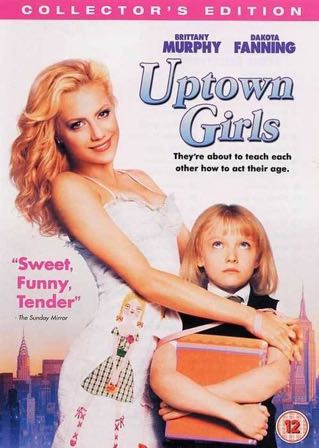 COLLECTOR'S EDITION
BRITTANY DAKOTA
MURPHY FANNING
Uptown
Girls
They're about to teach each
other how to act their age.
"Sweet,
Funny,
Tender"
- The Sunday Mirror
12